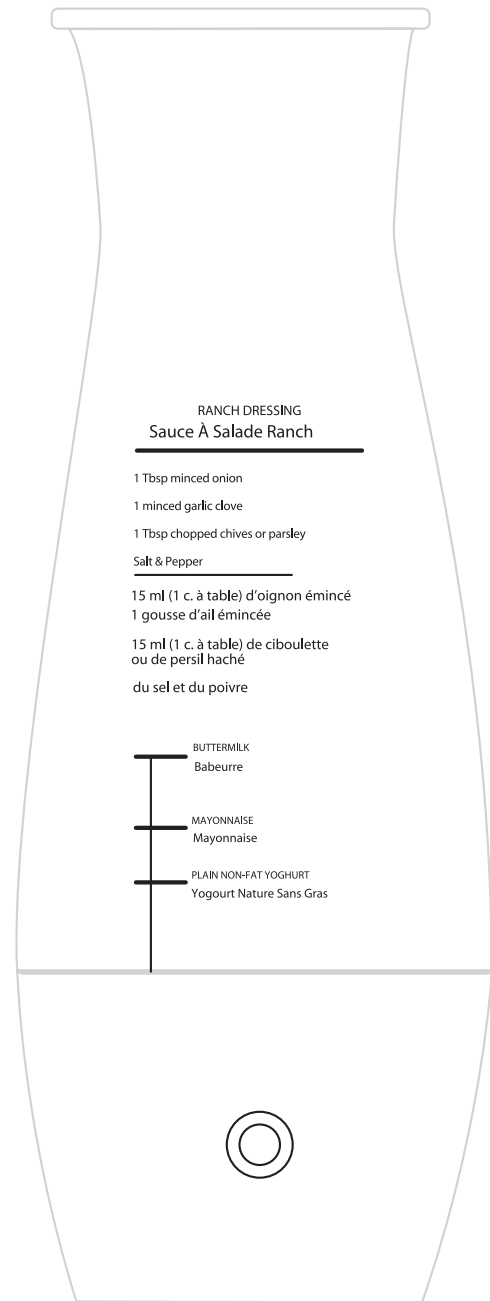 RANCH DRESSING
Sauce À Salade Ranch
1 Tbsp minced onion
1 minced garlic clove
1 Tbsp chopped chives or parsley
Salt & Pepper
15 ml (1 c. à table) d’oignon émincé
1 gousse d’ail émincée
15 ml (1 c. à table) de ciboulette
ou de persil haché
du sel et du poivre
BUTTERMILK
Babeurre
MAYONNAISE
Mayonnaise
PLAIN NON-FAT YOGHURT
Yogourt Nature Sans Gras